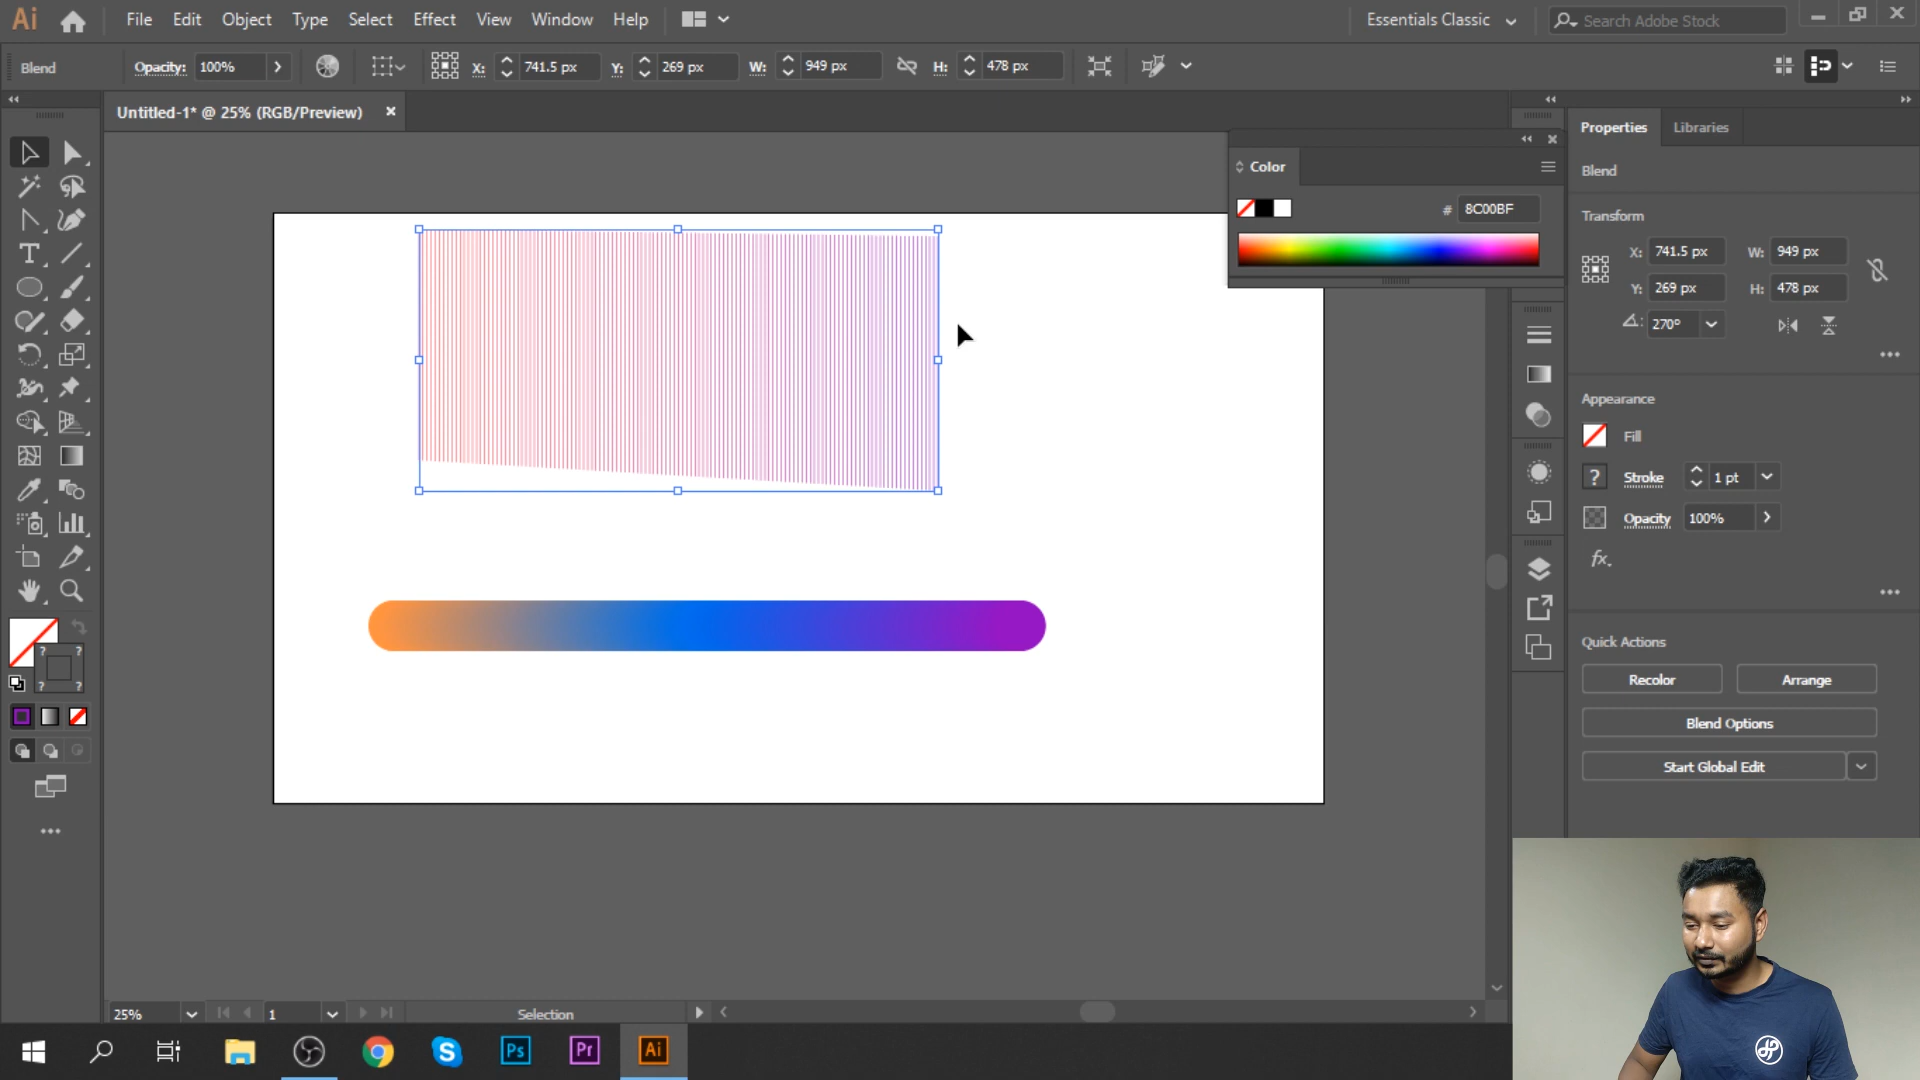 Ai File Edit Object Type Select Effect View Window Help Essentials Classic Search Adobe Stock
Blend Opacity: 100% X: 741.5 px Y: 269 px W: 949 px H: 478 px
Untitled-1* @ 25% (RGB/Preview)
Properties Libraries
Color
Blend
# 8C00BF
Transform
X: 741.5 px W: 949 px
Y: 269 px H: 478 px
270°
Appearance
Fill
? Stroke 1 pt
Opacity 100%
fx.
Quick Actions
Recolor Arrange
Blend Options
Start Global Edit
? ?
? ?
25% 1 Selection
Ps Pr Ai